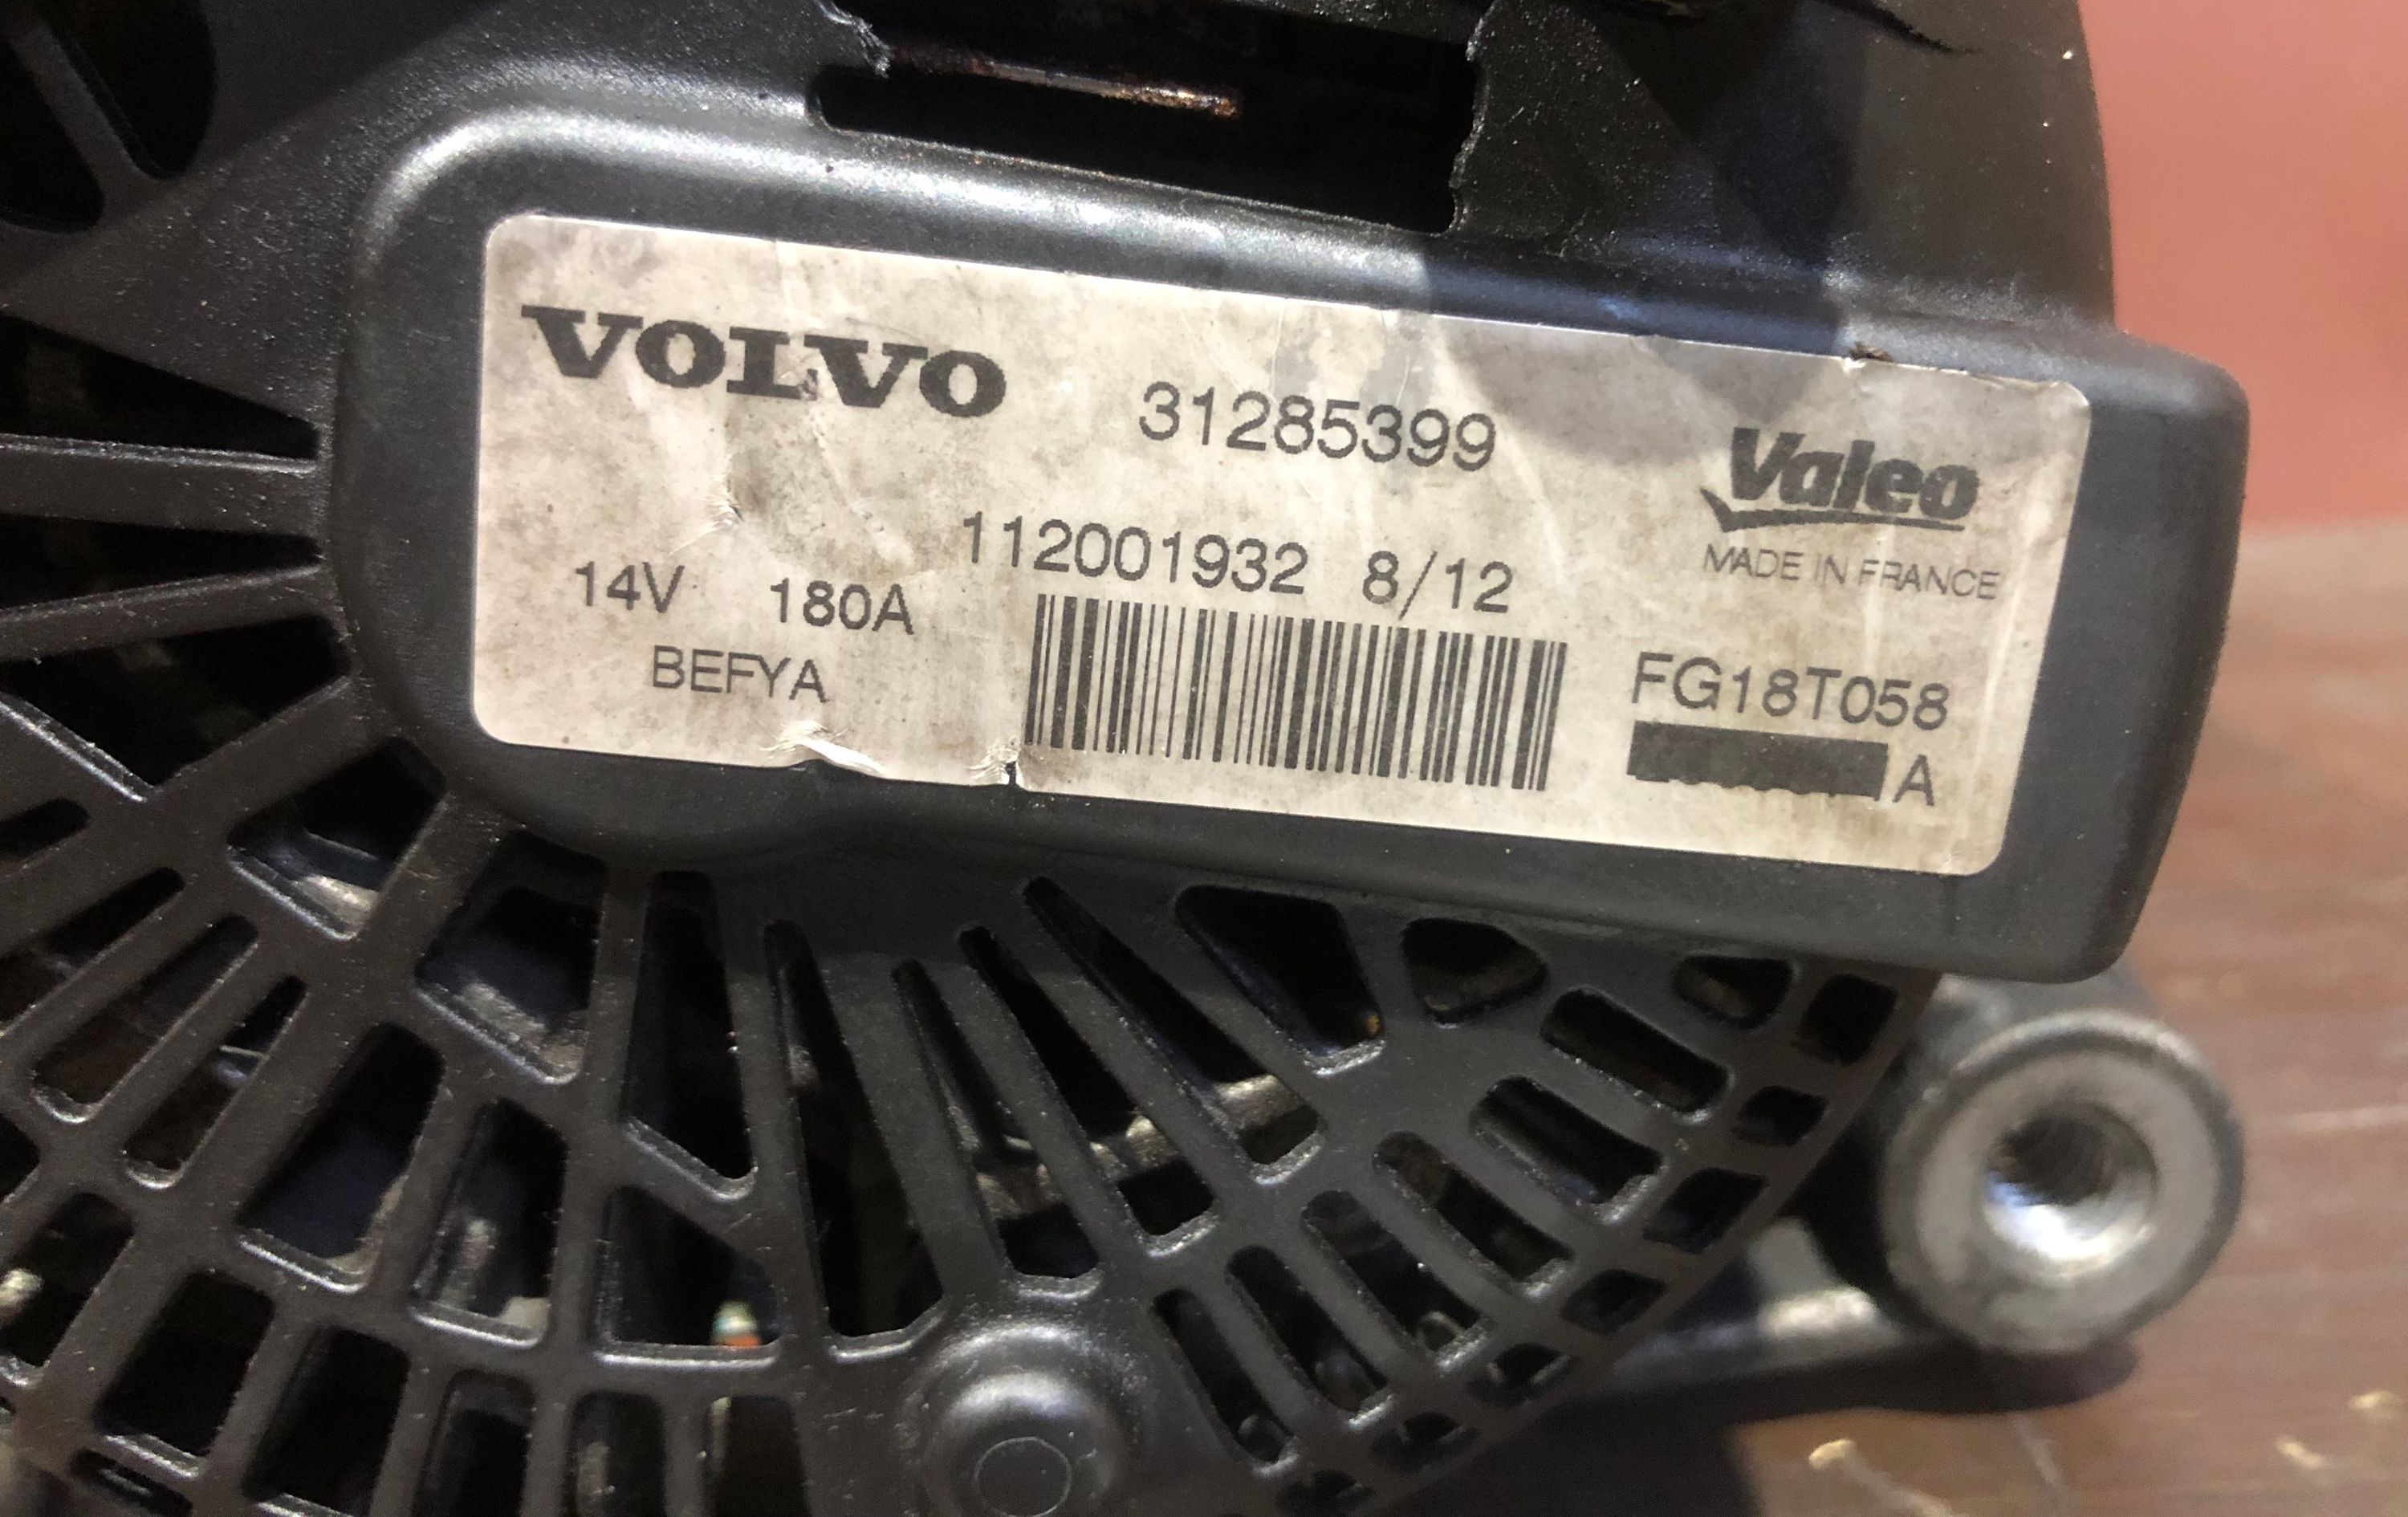 VOLVO
31285399
Valeo
MADE IN FRANCE
112001932 8/12
14V 180A
BEFYA
FG18T058
A